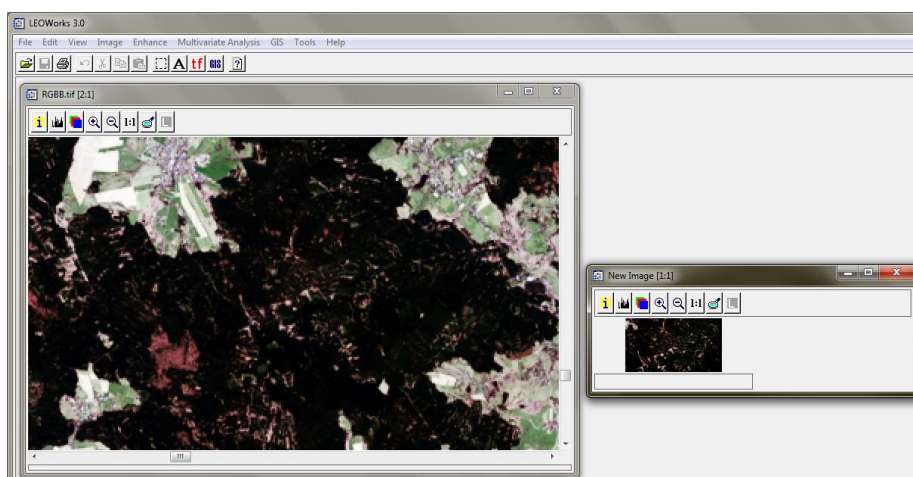 LEOWorks 3.0
File Edit View Image Enhance Multivariate Analysis GIS Tools Help
A tf GIS ?
RGBB.tif [2:1]
i 1:1
New Image [1:1]
i 1:1